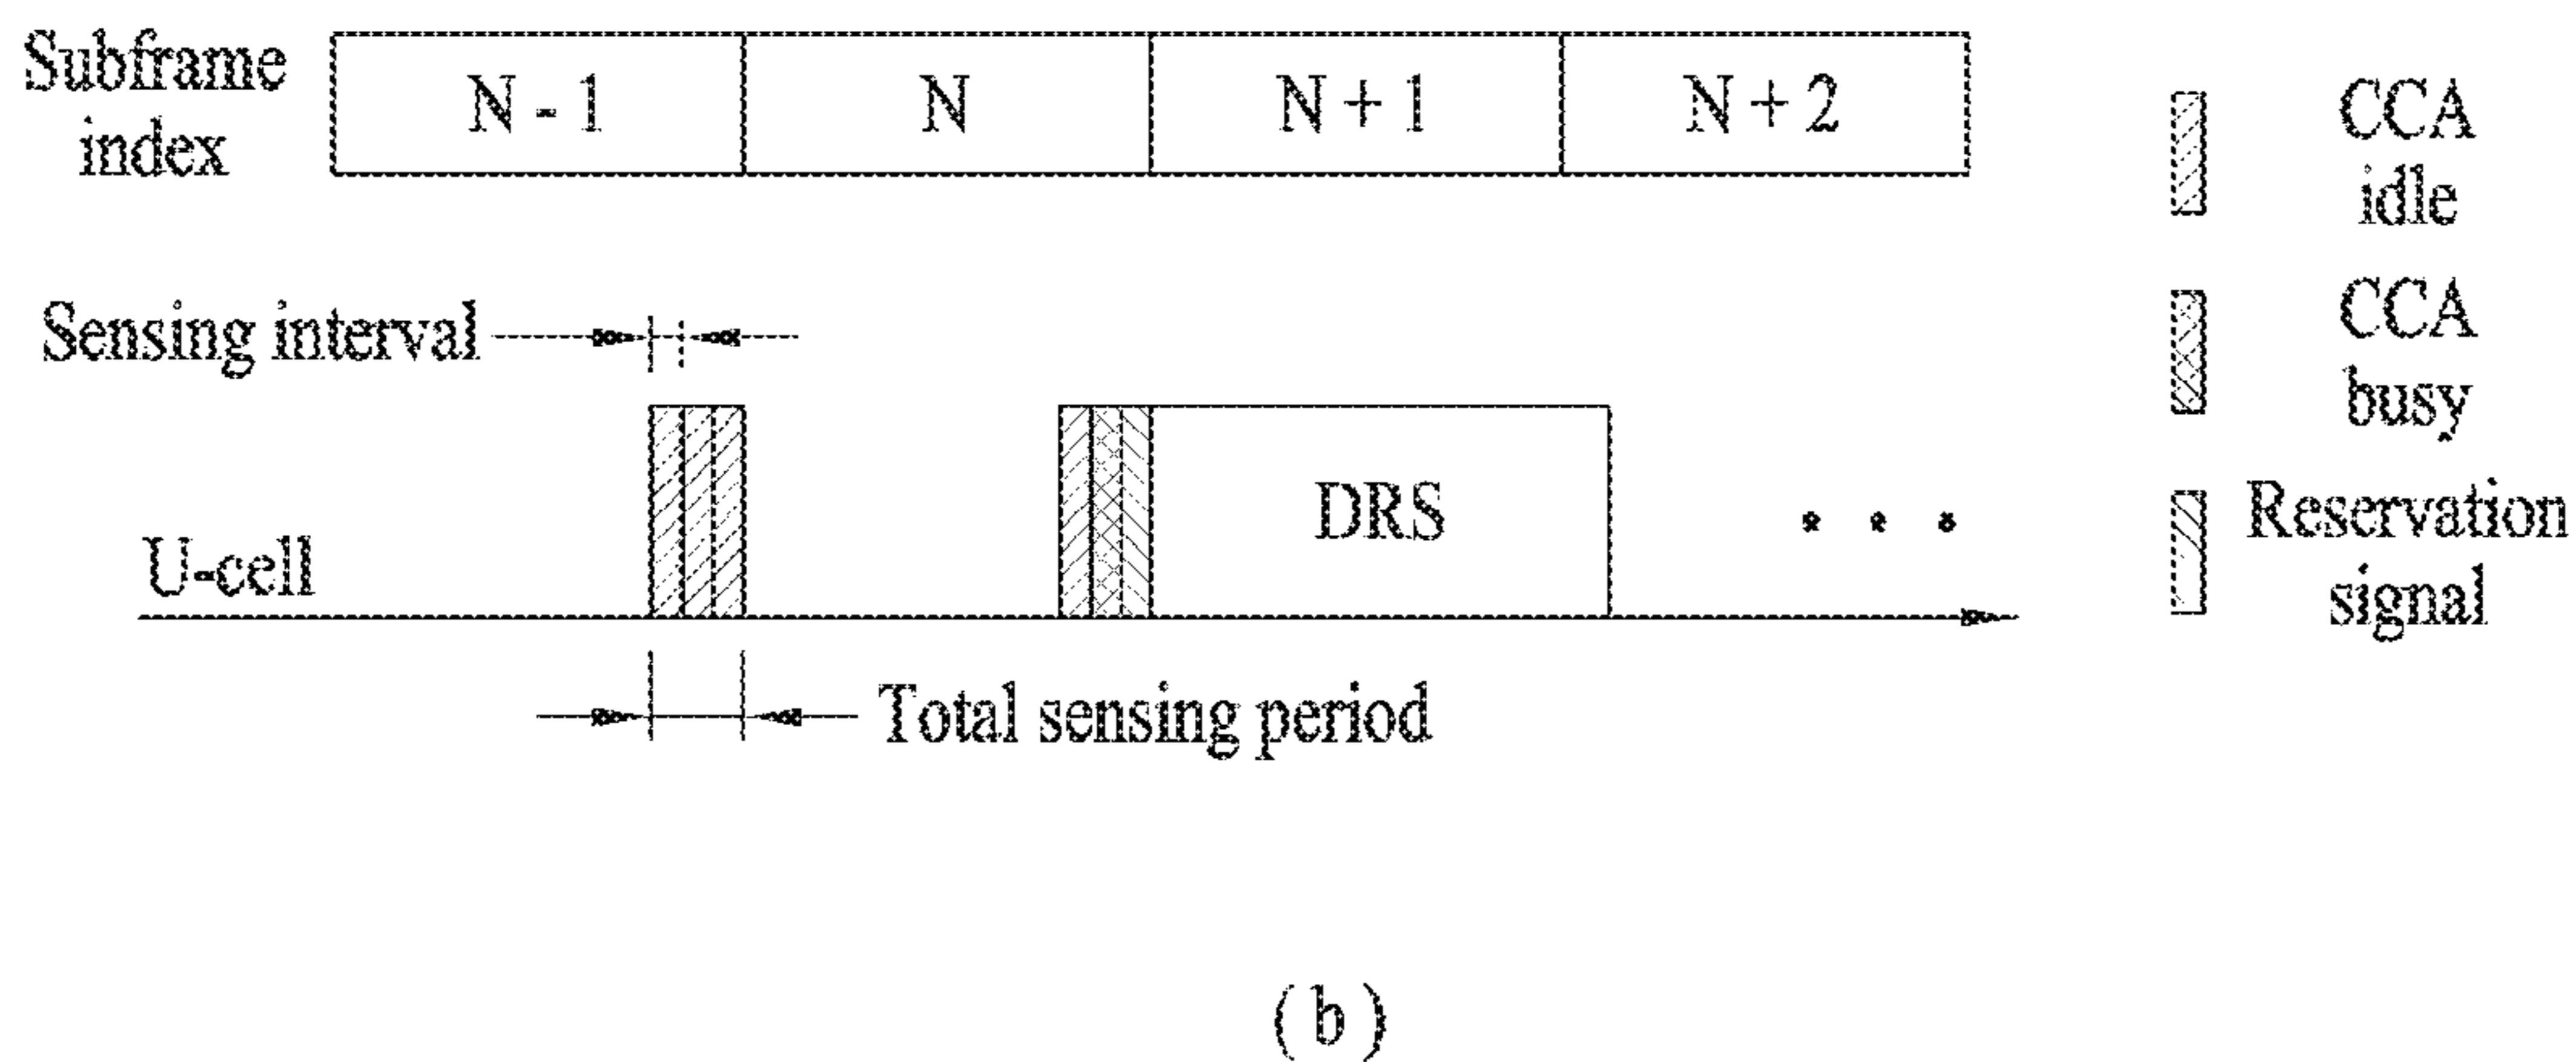 Subframe
index
N - 1
N
N + 1
N + 2
CCA
idle
Sensing interval
CCA
busy
DRS
• • •
U-cell
Reservation
signal
Total sensing period
( b )